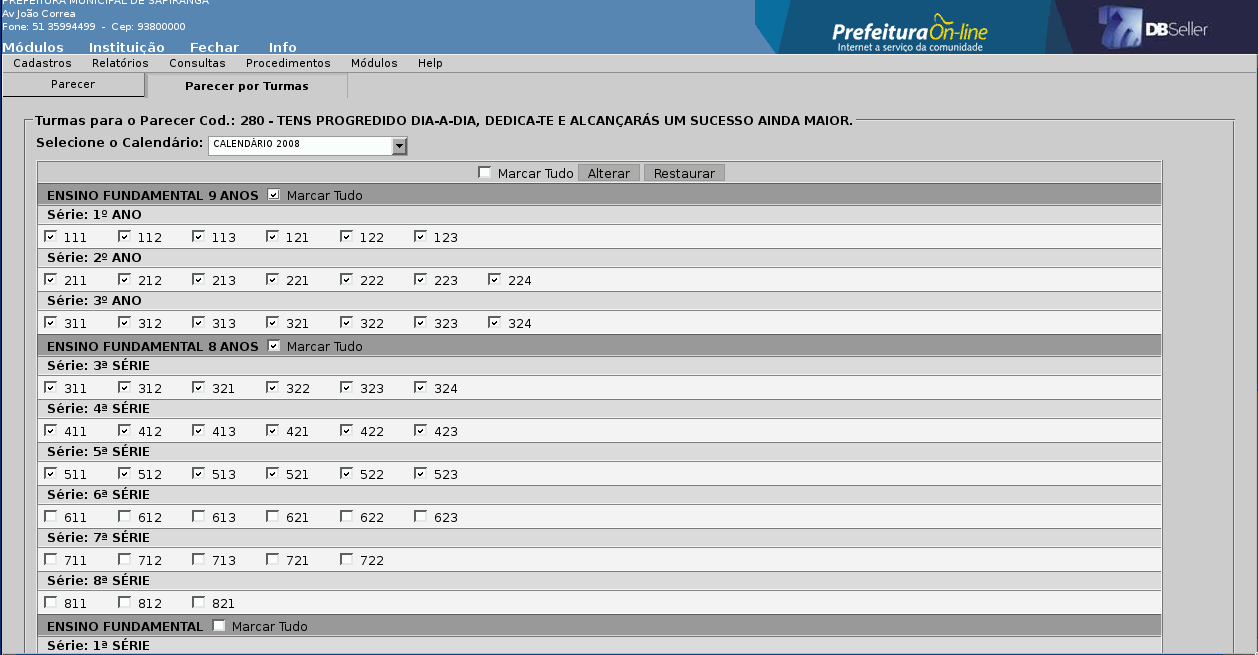 PREFEITURA MUNICIPAL DE SAPIRANGA
Av João Correa
Fone: 51 35994499 - Cep: 93800000
PrefeituraOn-line
Internet a serviço da comunidade
DBSeller
Módulos Instituição Fechar Info
Cadastros Relatórios Consultas Procedimentos Módulos Help
Parecer Parecer por Turmas
Turmas para o Parecer Cod.: 280 - TENS PROGREDIDO DIA-A-DIA, DEDICA-TE E ALCANÇARÁS UM SUCESSO AINDA MAIOR.
Selecione o Calendário: CALENDÁRIO 2008
Marcar Tudo Alterar Restaurar
ENSINO FUNDAMENTAL 9 ANOS Marcar Tudo
Série: 1º ANO
111 112 113 121 122 123
Série: 2º ANO
211 212 213 221 222 223 224
Série: 3º ANO
311 312 313 321 322 323 324
ENSINO FUNDAMENTAL 8 ANOS Marcar Tudo
Série: 3ª SÉRIE
311 312 321 322 323 324
Série: 4ª SÉRIE
411 412 413 421 422 423
Série: 5ª SÉRIE
511 512 513 521 522 523
Série: 6ª SÉRIE
611 612 613 621 622 623
Série: 7ª SÉRIE
711 712 713 721 722
Série: 8ª SÉRIE
811 812 821
ENSINO FUNDAMENTAL Marcar Tudo
Série: 1ª SÉRIE